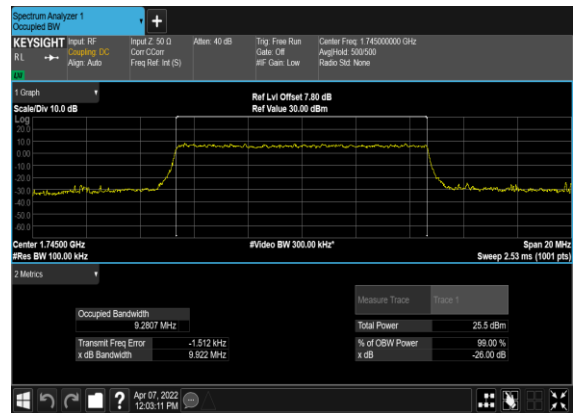 Spectrum Analyzer 1
Occupied BW
KEYSIGHT Input: RF Input Z: 50 Ω Atten: 40 dB Trig: Free Run Center Freq: 1.745000000 GHz
RL Coupling: DC Corr CCorr Gate: Off Avg|Hold: 500/500
Align: Auto Freq Ref: Int (S) #IF Gain: Low Radio Std: None
1 Graph
Ref Lvl Offset 7.80 dB
Scale/Div 10.0 dB Ref Value 30.00 dBm
Log
20.0
10.0
0.00
-10.0
-20.0
-30.0
-40.0
-50.0
-60.0
Center 1.74500 GHz #Video BW 300.00 kHz* Span 20 MHz
#Res BW 100.00 kHz Sweep 2.53 ms (1001 pts)
2 Metrics
Measure Trace Trace 1
Occupied Bandwidth
9.2807 MHz Total Power 25.5 dBm
Transmit Freq Error -1.512 kHz % of OBW Power 99.00 %
x dB Bandwidth 9.922 MHz x dB -26.00 dB
? Apr 07, 2022
12:03:11 PM